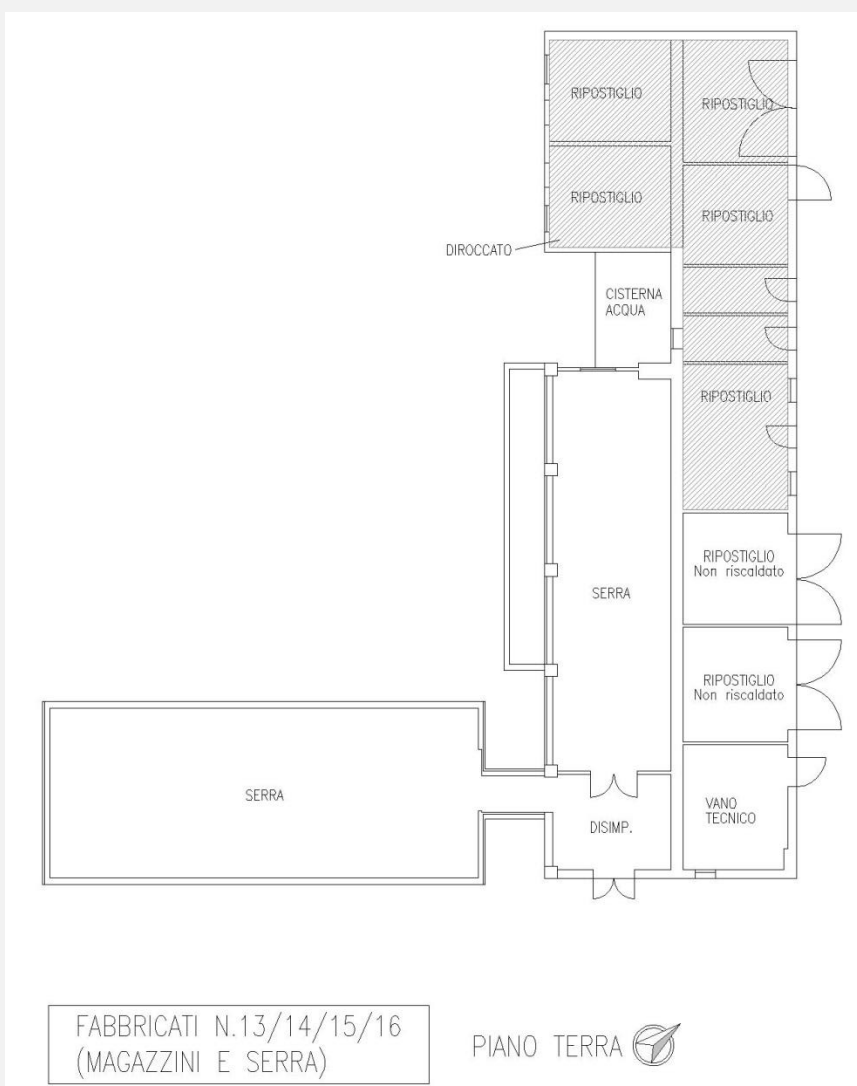 RIPOSTIGLIO
RIPOSTIGLIO
RIPOSTIGLIO
RIPOSTIGLIO
DIROCCATO
CISTERNA
ACQUA
RIPOSTIGLIO
RIPOSTIGLIO
Non riscaldato
SERRA
RIPOSTIGLIO
Non riscaldato
SERRA
VANO
TECNICO
DISIMP.
FABBRICATI N.13/14/15/16
(MAGAZZINI E SERRA)
PIANO TERRA